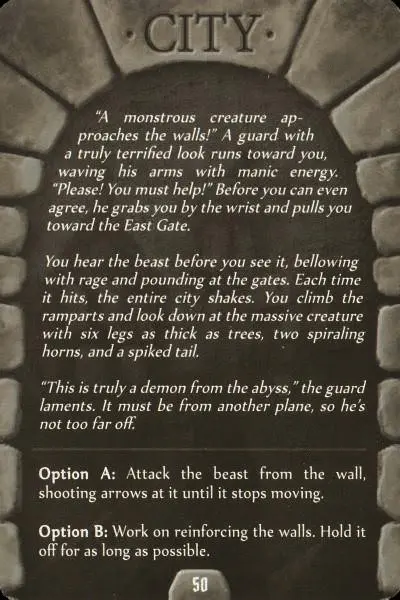 · CITY ·
“A monstrous creature ap-
proaches the walls!” A guard with
a truly terrified look runs toward you,
waving his arms with manic energy.
“Please! You must help!” Before you can even
agree, he grabs you by the wrist and pulls you
toward the East Gate.
You hear the beast before you see it, bellowing
with rage and pounding at the gates. Each time
it hits, the entire city shakes. You climb the
ramparts and look down at the massive creature
with six legs as thick as trees, two spiraling
horns, and a spiked tail.
“This is truly a demon from the abyss,” the guard
laments. It must be from another plane, so he’s
not too far off.
Option A: Attack the beast from the wall,
shooting arrows at it until it stops moving.
Option B: Work on reinforcing the walls. Hold it
off for as long as possible.
50